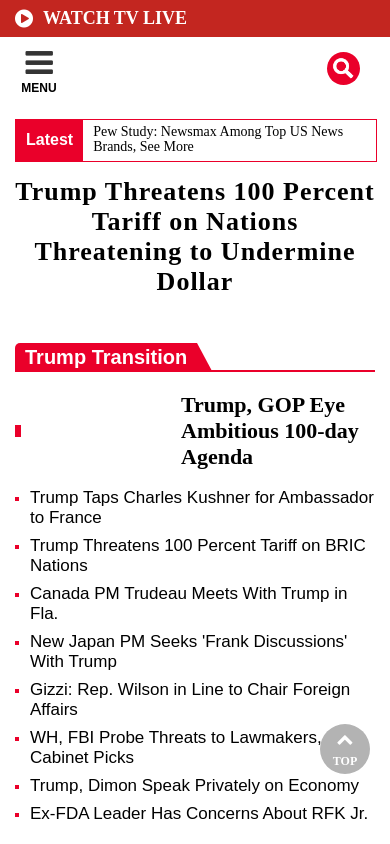 WATCH TV LIVE
MENU
Latest
Pew Study: Newsmax Among Top US News
Brands, See More
Trump Threatens 100 Percent
Tariff on Nations
Threatening to Undermine
Dollar
Trump Transition
Trump, GOP Eye
Ambitious 100-day
Agenda
Trump Taps Charles Kushner for Ambassador
to France
Trump Threatens 100 Percent Tariff on BRIC
Nations
Canada PM Trudeau Meets With Trump in
Fla.
New Japan PM Seeks 'Frank Discussions'
With Trump
Gizzi: Rep. Wilson in Line to Chair Foreign
Affairs
WH, FBI Probe Threats to Lawmakers,
Cabinet Picks
TOP
Trump, Dimon Speak Privately on Economy
Ex-FDA Leader Has Concerns About RFK Jr.